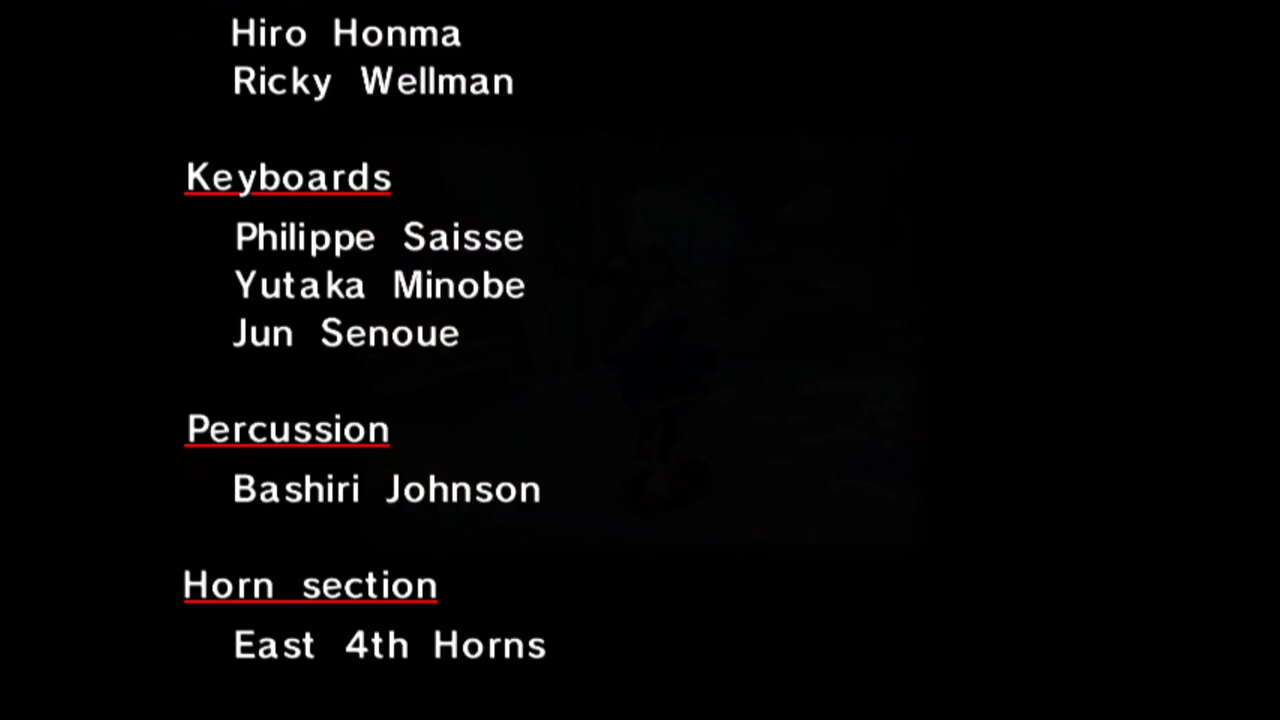 Hiro Honma
Ricky Wellman
Keyboards
Philippe Saisse
Yutaka Minobe
Jun Senoue
Percussion
Bashiri Johnson
Horn section
East 4th Horns